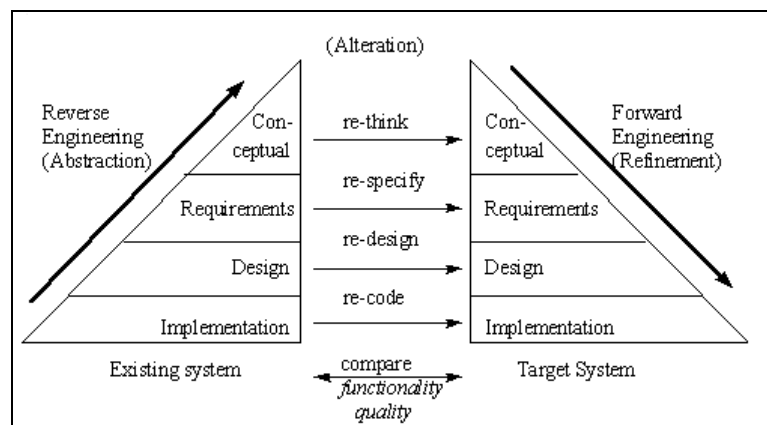 (Alteration)
Reverse
Engineering
(Abstraction)
Con-
ceptual
Requirements
Design
Implementation
Existing system
re-think
re-specify
re-design
re-code
compare
functionality
quality
Con-
ceptual
Requirements
Design
Implementation
Target System
Forward
Engineering
(Refinement)